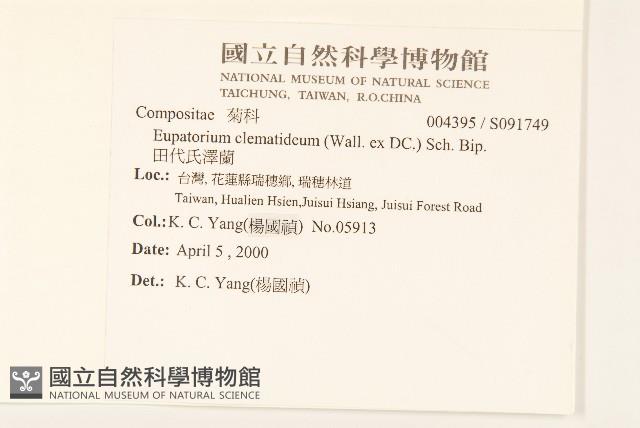 國立自然科學博物館
NATIONAL MUSEUM OF NATURAL SCIENCE
TAICHUNG, TAIWAN, R.O.CHINA
Compositae 菊科 004395 / S091749
Eupatorium clematideum (Wall. ex DC.) Sch. Bip.
田代氏澤蘭
Loc.: 台灣, 花蓮縣瑞穗鄉, 瑞穗林道
Taiwan, Hualien Hsien,Juisui Hsiang, Juisui Forest Road
Col.:K. C. Yang(楊國禎) No.05913
Date: April 5 , 2000
Det.: K. C. Yang(楊國禎)
國立自然科學博物館
NATIONAL MUSEUM OF NATURAL SCIENCE